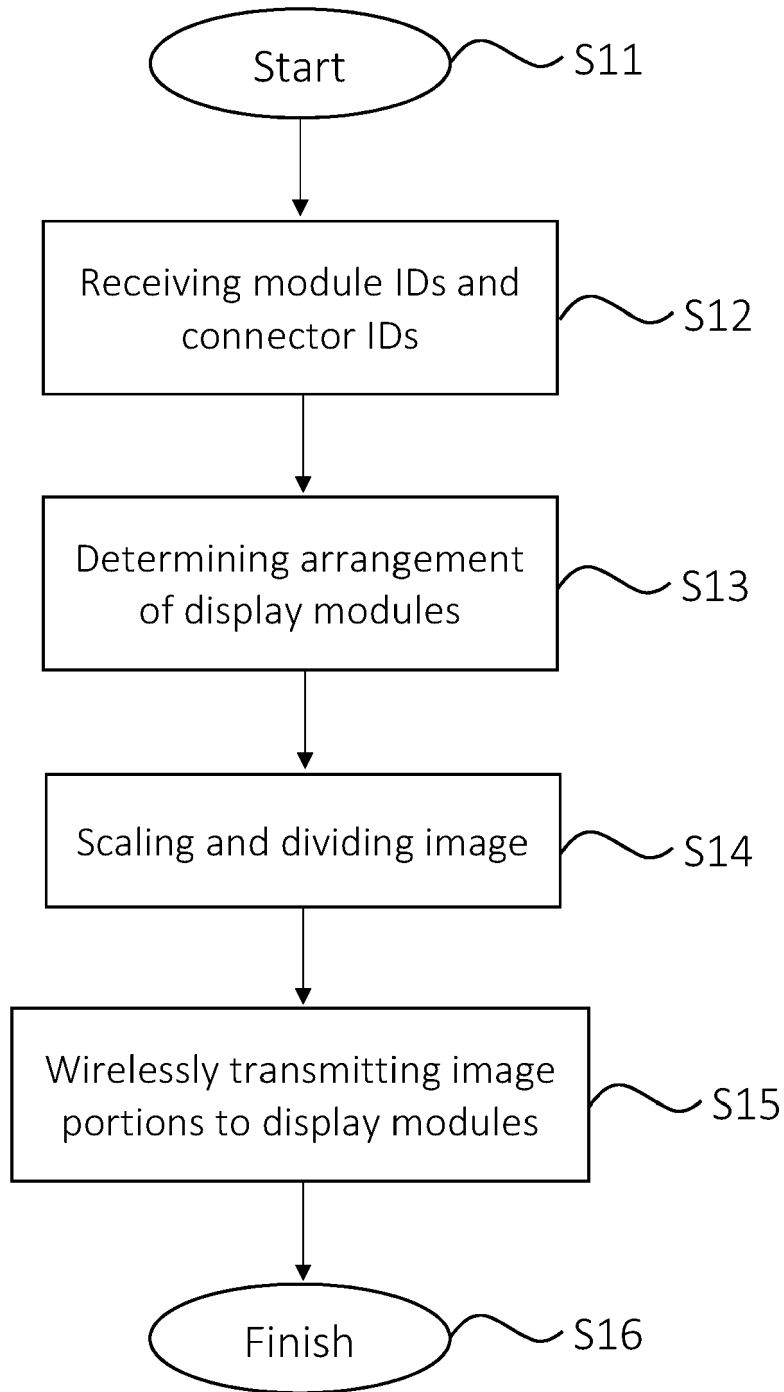 Start
S11
Receiving module IDs and
connector IDs
S12
Determining arrangement
of display modules
S13
Scaling and dividing image
S14
Wirelessly transmitting image
portions to display modules
S15
Finish
S16